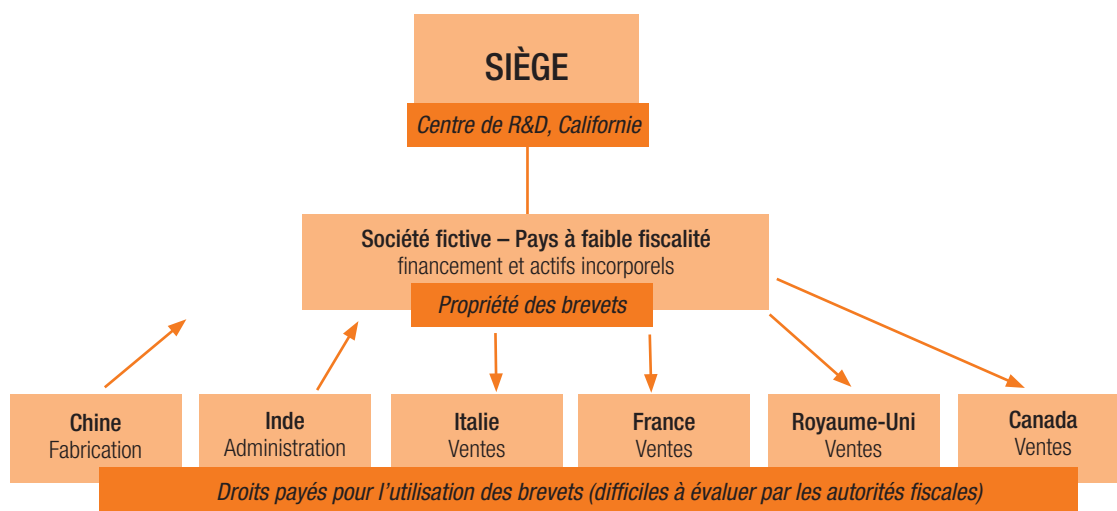 SIÈGE
Centre de R&D, Californie
Société fictive – Pays à faible fiscalité
financement et actifs incorporels
Propriété des brevets
Chine
Fabrication
Inde
Administration
Italie
Ventes
France
Ventes
Royaume-Uni
Ventes
Canada
Ventes
Droits payés pour l’utilisation des brevets (difficiles à évaluer par les autorités fiscales)